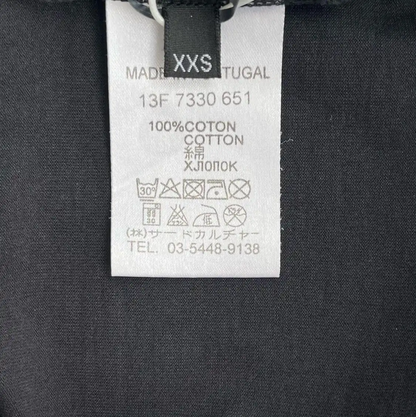 XXS
MADE IN PORTUGAL
13F 7330 651
100%COTON
COTTON
綿
ХЛОПОК
30°
(株)サードカルチャー
TEL. 03-5448-9138